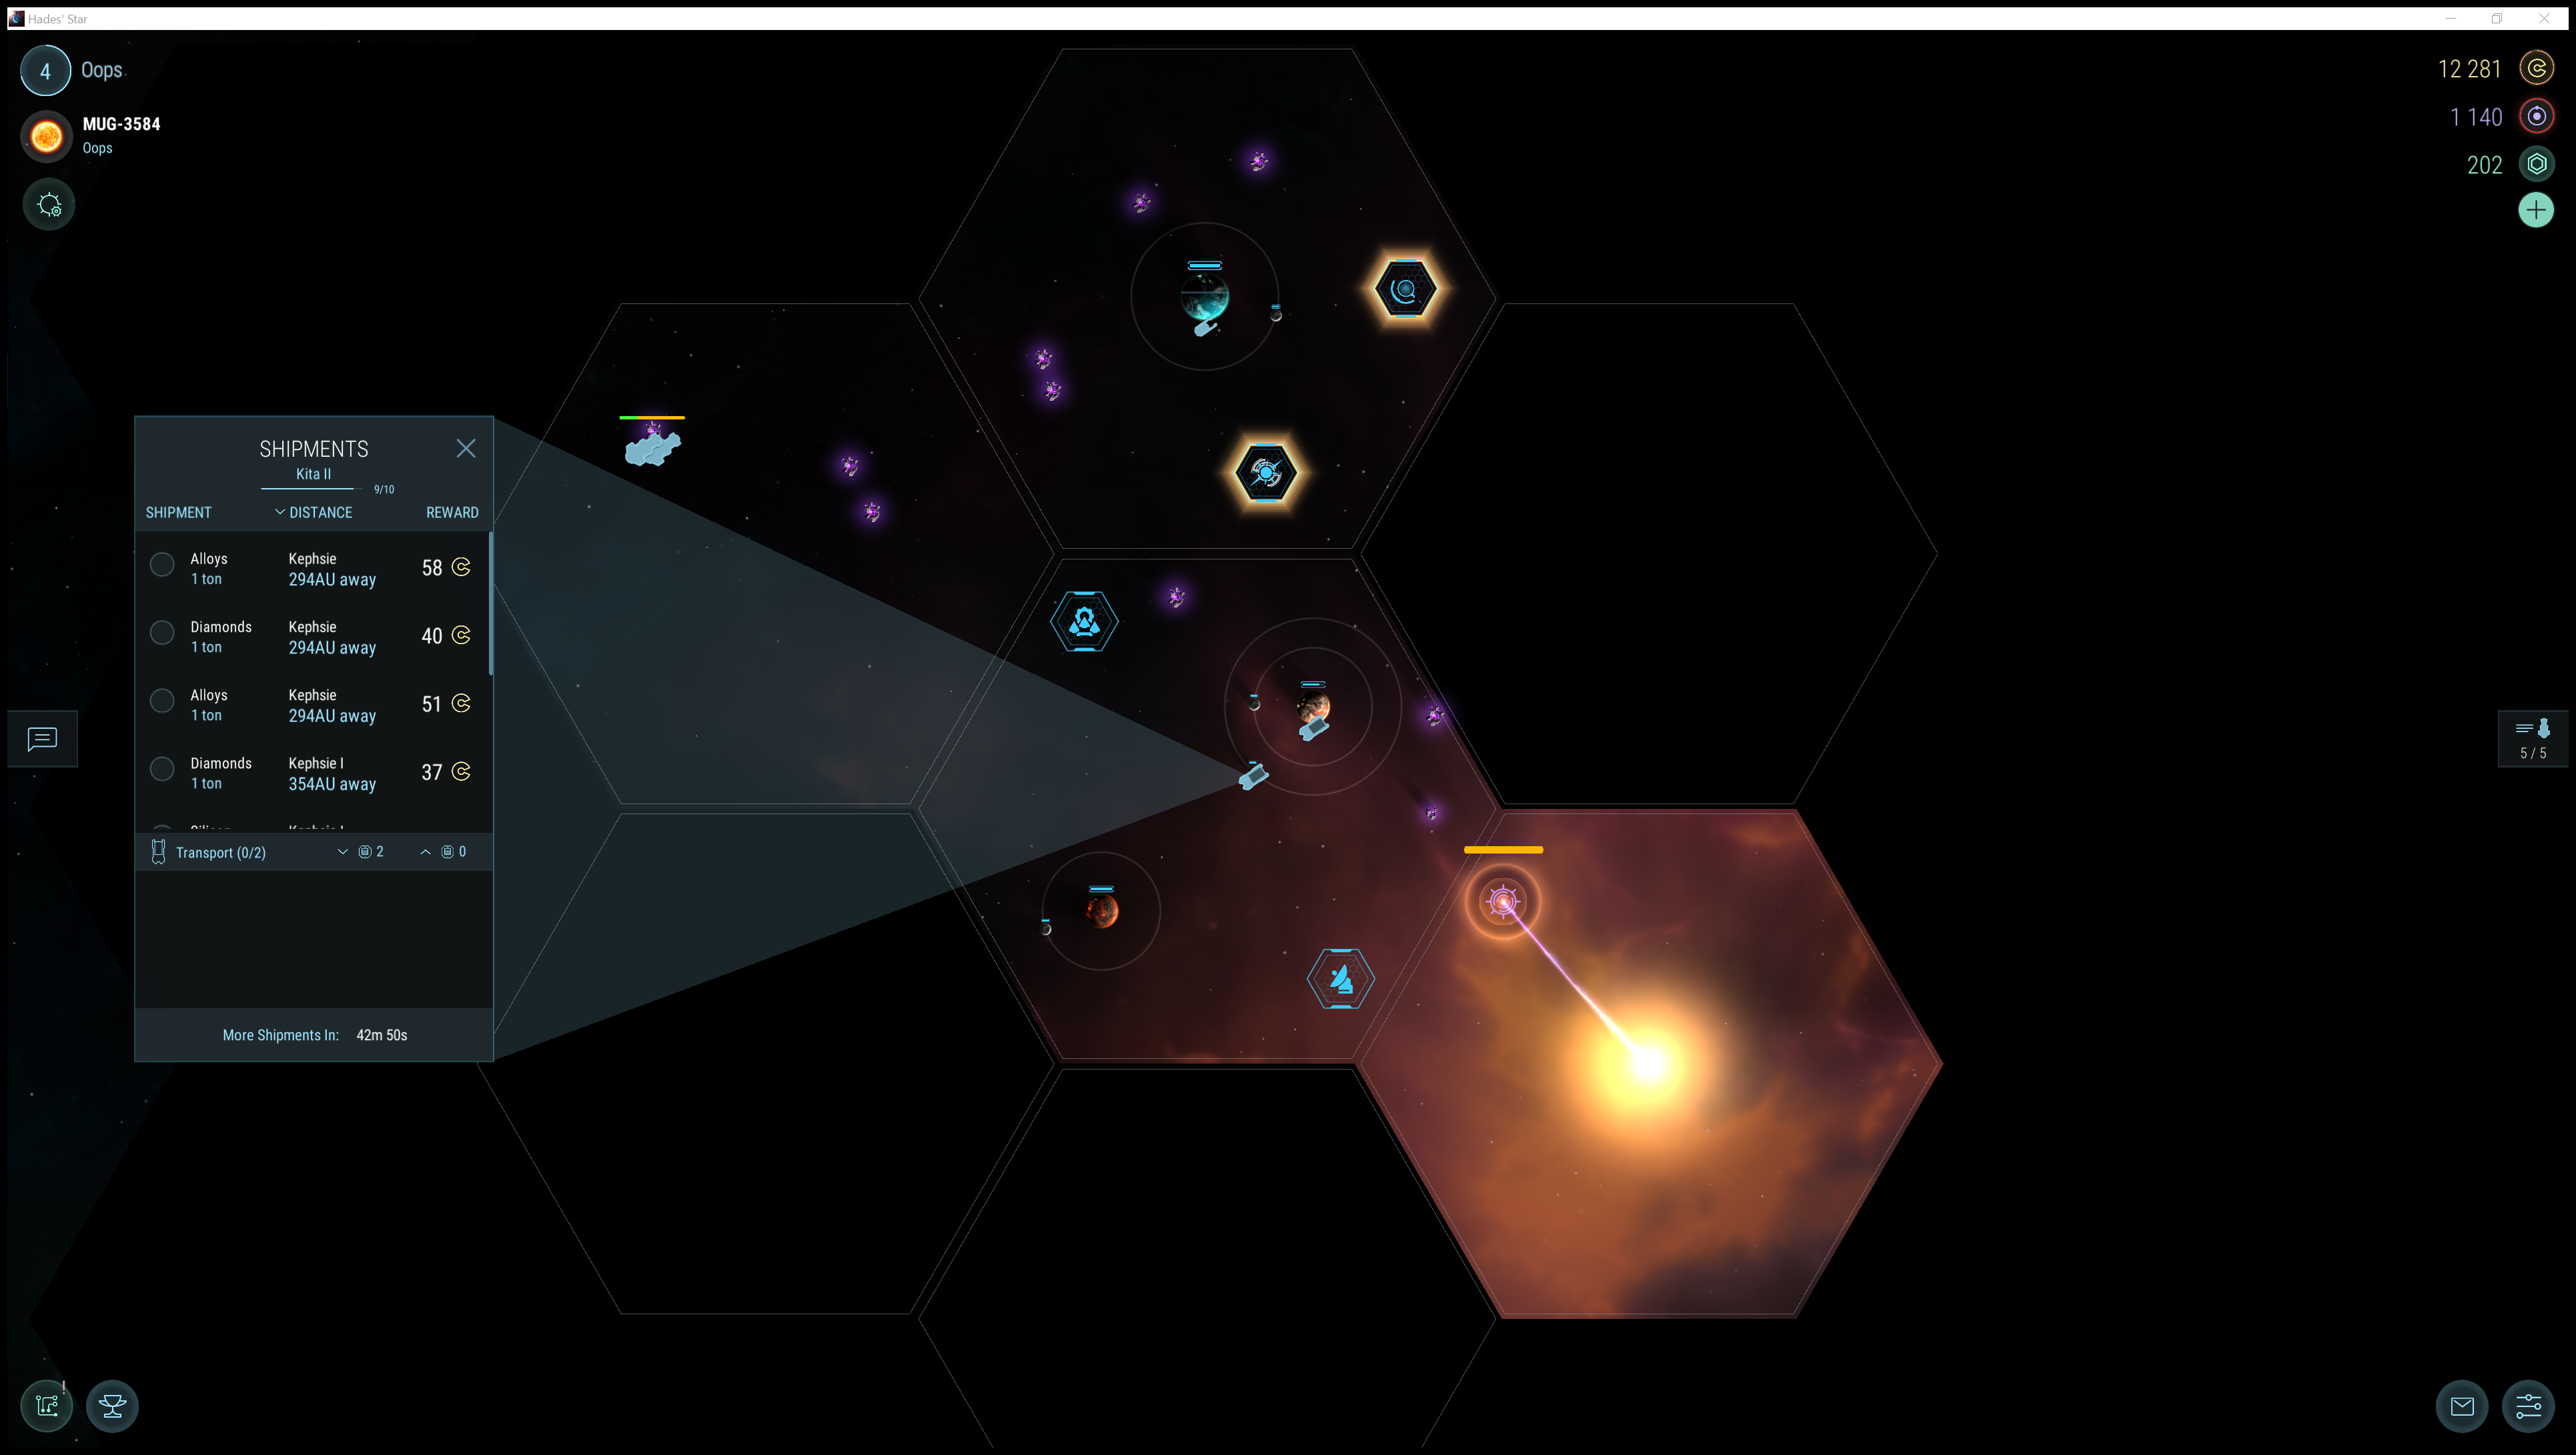 Hades' Star
4 Oops
MUG-3584
Oops
12 281
1 140
202
SHIPMENTS
Kita II
9/10
SHIPMENT DISTANCE REWARD
Alloys Kephsie 58
1 ton 294AU away
Diamonds Kephsie 40
1 ton 294AU away
Alloys Kephsie 51
1 ton 294AU away
Diamonds Kephsie I 37
1 ton 354AU away
Transport (0/2) 2 0
More Shipments In: 42m 50s
5 / 5
!